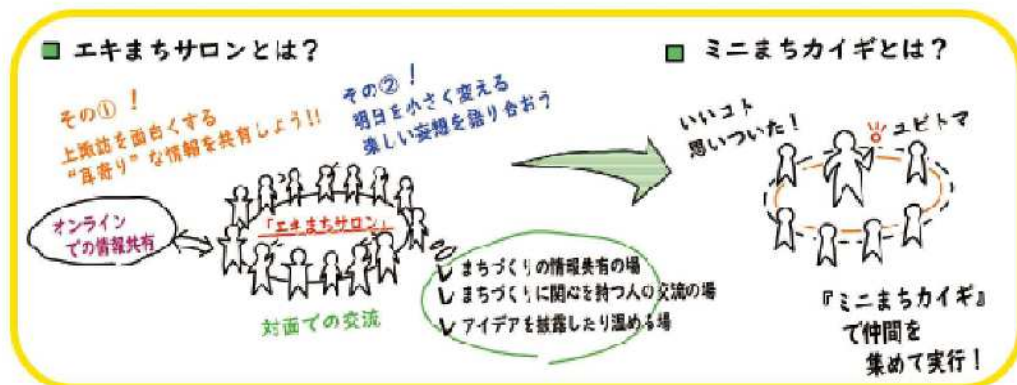 エキまちサロンとは？
その① ！
上諏訪を面白くする
“耳寄り”な情報を共有しよう!!
その② ！
明日を小さく変える
楽しい妄想を語り合おう
オンライン
での情報共有
「エキまちサロン」
対面での交流
まちづくりの情報共有の場
まちづくりに関心を持つ人の交流の場
アイデアを披露したり温める場
ミニまちカイギとは？
いいコト
思いついた！
ユビトマ
『ミニまちカイギ』
で仲間を
集めて実行！